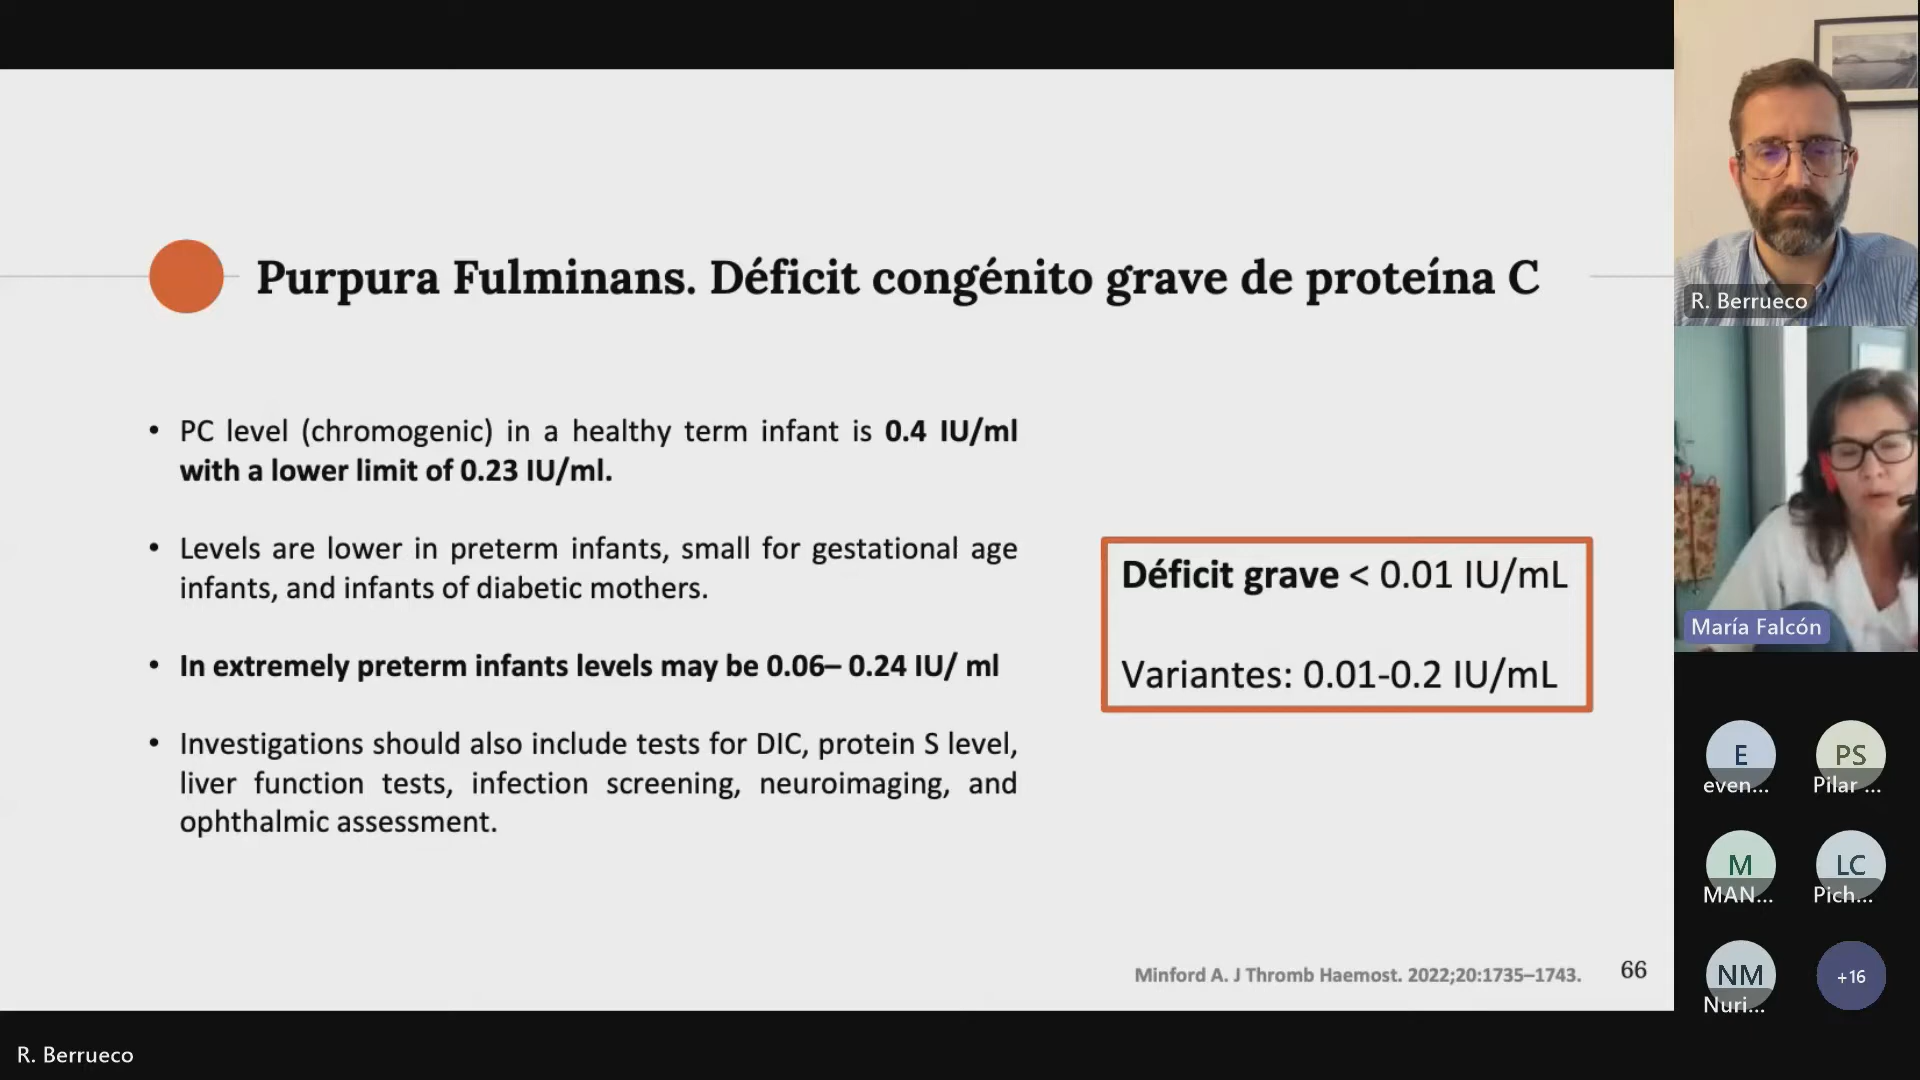 Purpura Fulminans. Déficit congénito grave de proteína C
• PC level (chromogenic) in a healthy term infant is 0.4 IU/ml
with a lower limit of 0.23 IU/ml.
• Levels are lower in preterm infants, small for gestational age
infants, and infants of diabetic mothers.
• In extremely preterm infants levels may be 0.06– 0.24 IU/ ml
• Investigations should also include tests for DIC, protein S level,
liver function tests, infection screening, neuroimaging, and
ophthalmic assessment.
Déficit grave < 0.01 IU/mL
Variantes: 0.01-0.2 IU/mL
Minford A. J Thromb Haemost. 2022;20:1735–1743.
66
R. Berrueco
María Falcón
E
even...
PS
Pilar ...
M
MAN...
LC
Pich...
NM
Nuri...
+16
R. Berrueco